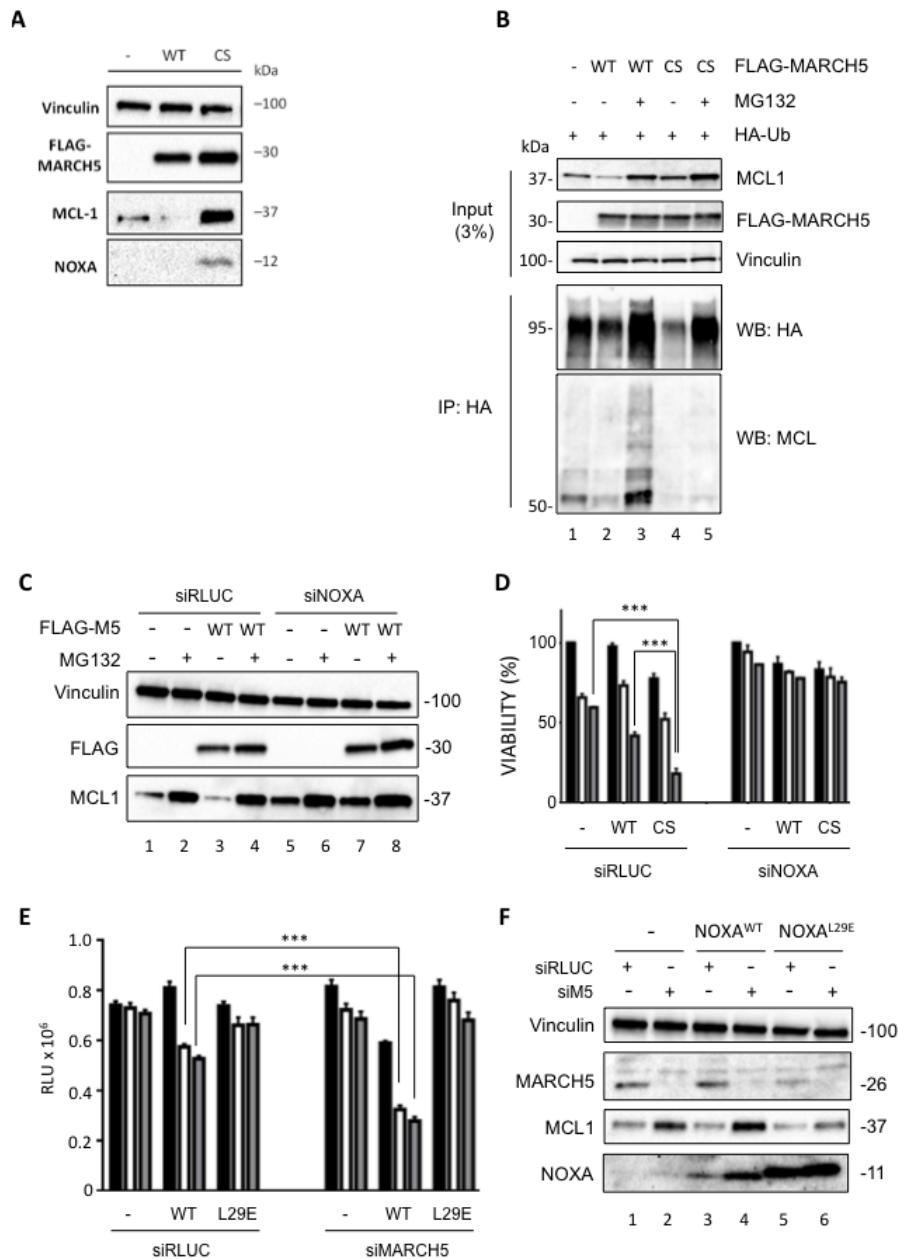 A
- WT CS
kDa
Vinculin –100
FLAG-
MARCH5 –30
MCL-1 –37
NOXA –12
B
- WT WT CS CS FLAG-MARCH5
- - + - + MG132
+ + + + + HA-Ub
kDa
Input
(3%)
37- MCL1
30- FLAG-MARCH5
100- Vinculin
IP: HA
95- WB: HA
WB: MCL
50-
1 2 3 4 5
C
siRLUC siNOXA
FLAG-M5 - - WT WT - - WT WT
MG132 - + - + - + - +
Vinculin -100
FLAG -30
MCL1 -37
1 2 3 4 5 6 7 8
D
***
***
VIABILITY (%)
100
50
0
- WT CS - WT CS
siRLUC siNOXA
E
***
***
RLU x 10⁶
1.0
0.8
0.6
0.4
0.2
0
- WT L29E - WT L29E
siRLUC siMARCH5
F
- NOXAᵂᵀ NOXAᴸ²⁹ᴱ
siRLUC + - + - + -
siM5 - + - + - +
Vinculin -100
MARCH5 -26
MCL1 -37
NOXA -11
1 2 3 4 5 6